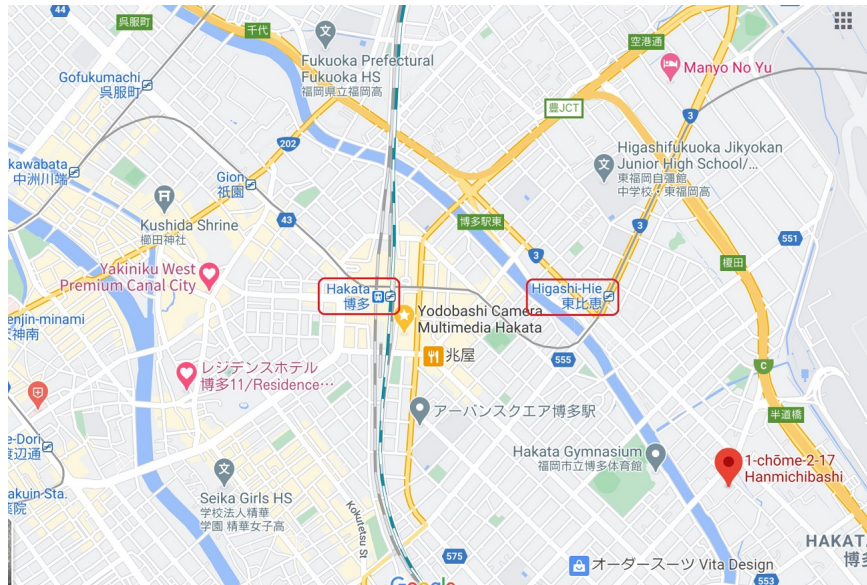 44
呉服町
千代
Fukuoka Prefectural
Fukuoka HS
福岡県立福岡高
空港通
Manyo No Yu
Gofukumachi
呉服町
豊JCT
3
202
Higashifukuoka Jikyokan
Junior High School/...
東福岡自彊館
中学校・東福岡高
kawabata
中洲川端
Gion
祇園
43
Kushida Shrine
櫛田神社
博多駅東
3
3
551
榎田
Yakiniku West
Premium Canal City
Hakata
博多
Higashi-Hie
東比恵
Yodobashi Camera
Multimedia Hakata
enjin-minami
天神南
兆屋
555
C
レジデンスホテル
博多11/Residence…
アーバンスクエア博多駅
半道橋
e-Dori
渡辺通
Hakata Gymnasium
福岡市立博多体育館
1-chōme-2-17
Hanmichibashi
Seika Girls HS
学校法人精華
学園 精華女子高
akuin Sta.
薬院
Kokutetsu St
575
オーダースーツ Vita Design
HAKATA
博多
553
Google